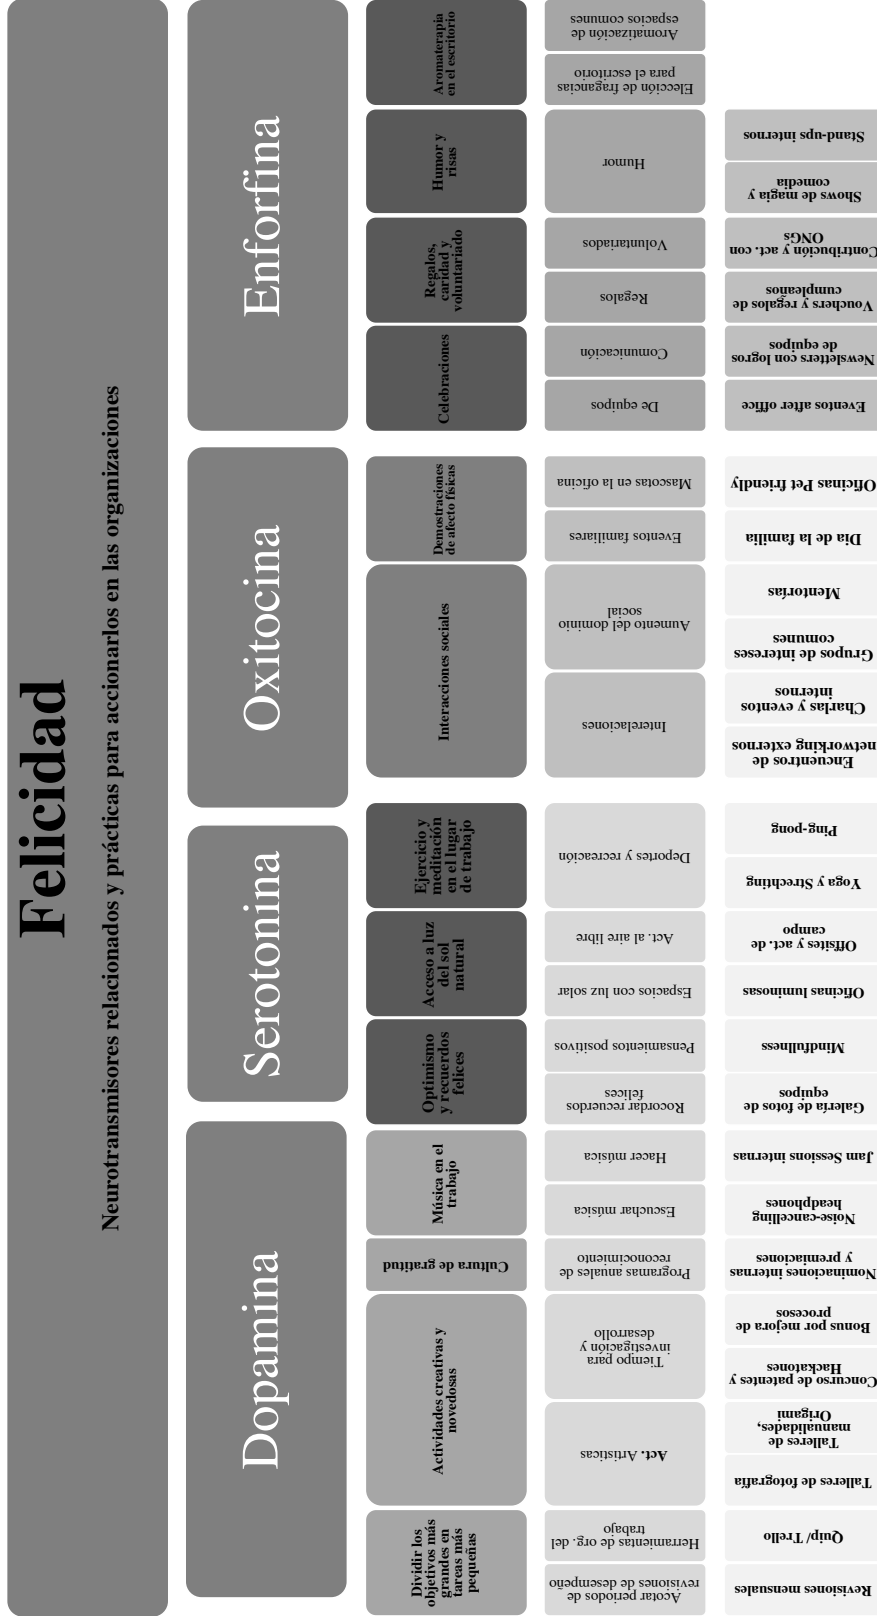 Felicidad
Neurotransmisores relacionados y prácticas para accionarlos en las organizaciones
Dopamina
Serotonina
Oxitocina
Enforfina
Dividir los
objetivos más
grandes en
tareas más
pequeñas
Actividades creativas y
novedosas
Cultura de gratitud
Música en el
trabajo
Optimismo
y recuerdos
felices
Acceso a luz
del sol
natural
Ejercicio y
meditación
en el lugar
de trabajo
Interacciones sociales
Demostraciones
de afecto físicas
Celebraciones
Regalos,
caridad y
voluntariado
Humor y
risas
Aromaterapia
en el escritorio
Acotar periodos de
revisiones de desempeño
Herramientas de org. del
trabajo
Act. Artisticas
Tiempo para
investigación y
desarrollo
Programas anuales de
reconocimiento
Escuchar música
Hacer música
Rocordar recuerdos
felices
Pensamientos positivos
Espacios con luz solar
Act. al aire libre
Deportes y recreación
Interelaciones
Aumento del dominio
social
Eventos familiares
Mascotas en la oficina
De equipos
Comunicación
Regalos
Voluntariados
Humor
Elección de fragancias
para el escritorio
Aromatización de
espacios comunes
Revisiones mensuales
Quip/ Trello
Talleres de fotografía
Talleres de
manualidades,
Origami
Concurso de patentes y
Hackatones
Bonus por mejora de
procesos
Nominaciones internas
y premiaciones
Noise-cancelling
headphones
Jam Sessions internas
Galería de fotos de
equipos
Mindfullness
Oficinas luminosas
Offsites y act. de
campo
Yoga y Strechting
Ping-pong
Encuentros de
networking externos
Charlas y eventos
internos
Grupos de intereses
comunes
Mentorías
Dia de la familia
Oficinas Pet friendly
Eventos after office
Newsletters con logros
de equipos
Vouchers y regalos de
cumpleaños
Contribución y act. con
ONGs
Shows de magia y
comedia
Stand-ups internos